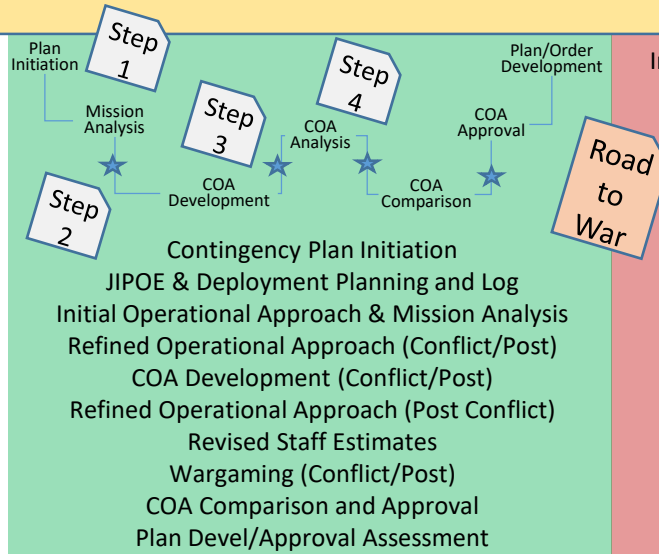 Plan
Initiation
Step
1
Mission
Analysis
Step
2
Step
3
COA
Development
COA
Analysis
Step
4
COA
Comparison
COA
Approval
Plan/Order
Development
Road
to
War
Contingency Plan Initiation
JIPOE & Deployment Planning and Log
Initial Operational Approach & Mission Analysis
Refined Operational Approach (Conflict/Post)
COA Development (Conflict/Post)
Refined Operational Approach (Post Conflict)
Revised Staff Estimates
Wargaming (Conflict/Post)
COA Comparison and Approval
Plan Devel/Approval Assessment